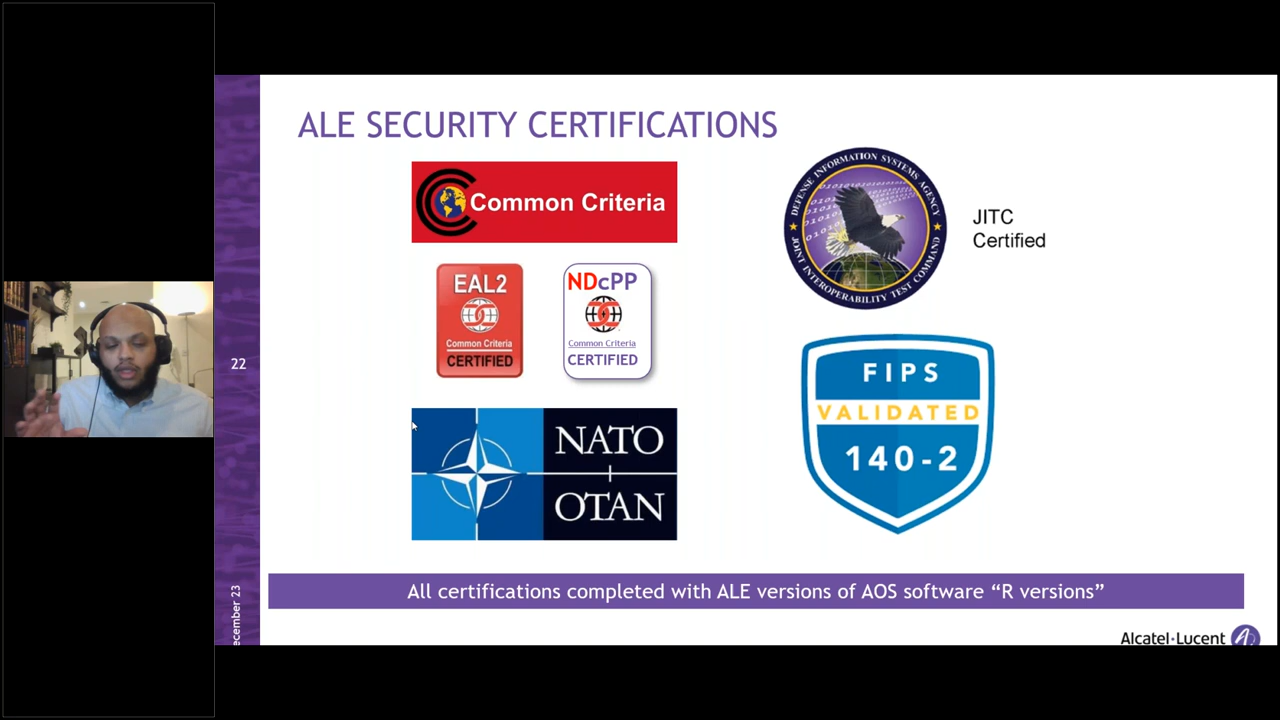 ALE SECURITY CERTIFICATIONS
Common Criteria
EAL2
Common Criteria
CERTIFIED
NDcPP
Common Criteria
CERTIFIED
NATO
OTAN
DEFENSE INFORMATION SYSTEMS AGENCY
JOINT INTEROPERABILITY TEST COMMAND
JITC
Certified
FIPS
VALIDATED
140-2
22
ecember 23
All certifications completed with ALE versions of AOS software “R versions”
Alcatel·Lucent